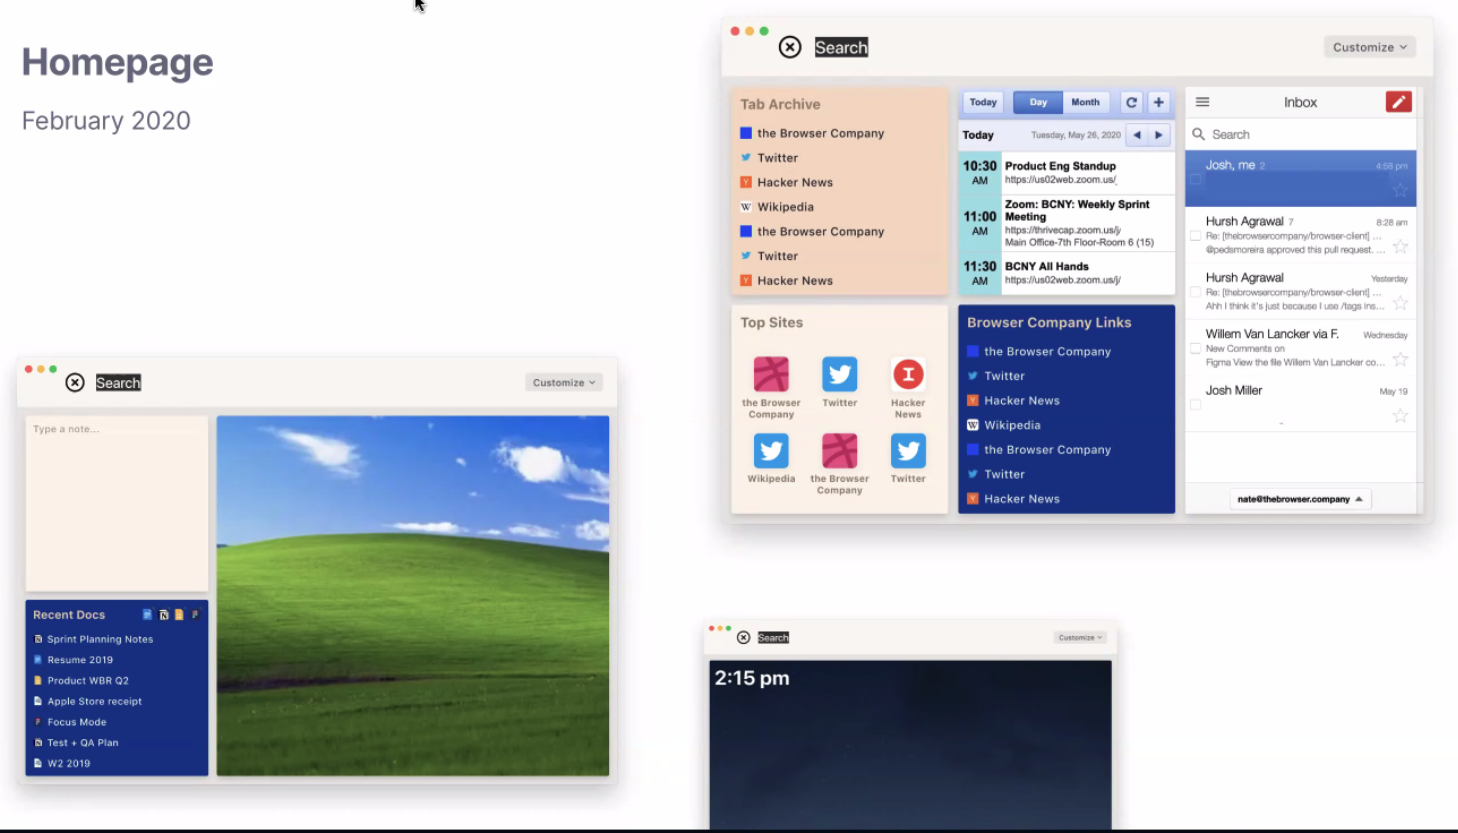 Homepage
February 2020
Search
Customize
Tab Archive
the Browser Company
Twitter
Hacker News
Wikipedia
the Browser Company
Twitter
Hacker News
Today
Day
Month
Today
Tuesday, May 26, 2020
10:30
AM
Product Eng Standup
https://us02web.zoom.us/
11:00
AM
Zoom: BCNY: Weekly Sprint
Meeting
https://thrivecap.zoom.us/j/
Main Office-7th Floor-Room 6 (15)
11:30
AM
BCNY All Hands
https://us02web.zoom.us/j/
Inbox
Search
Josh, me 2
4:58 pm
Hursh Agrawal 7
8:28 am
Re: [thebrowsercompany/browser-client] ...
@pedsmoreira approved this pull request. ...
Hursh Agrawal
Yesterday
Re: [thebrowsercompany/browser-client] ...
Ahh I think it's just because I use /tags ins...
Willem Van Lancker via F.
Wednesday
New Comments on
Figma View the file Willem Van Lancker co...
Josh Miller
May 19
nate@thebrowser.company
Top Sites
the Browser
Company
Twitter
Hacker
News
Wikipedia
the Browser
Company
Twitter
Browser Company Links
the Browser Company
Twitter
Hacker News
Wikipedia
the Browser Company
Twitter
Hacker News
Search
Customize
Type a note...
Recent Docs
Sprint Planning Notes
Resume 2019
Product WBR Q2
Apple Store receipt
Focus Mode
Test + QA Plan
W2 2019
Search
Customize
2:15 pm